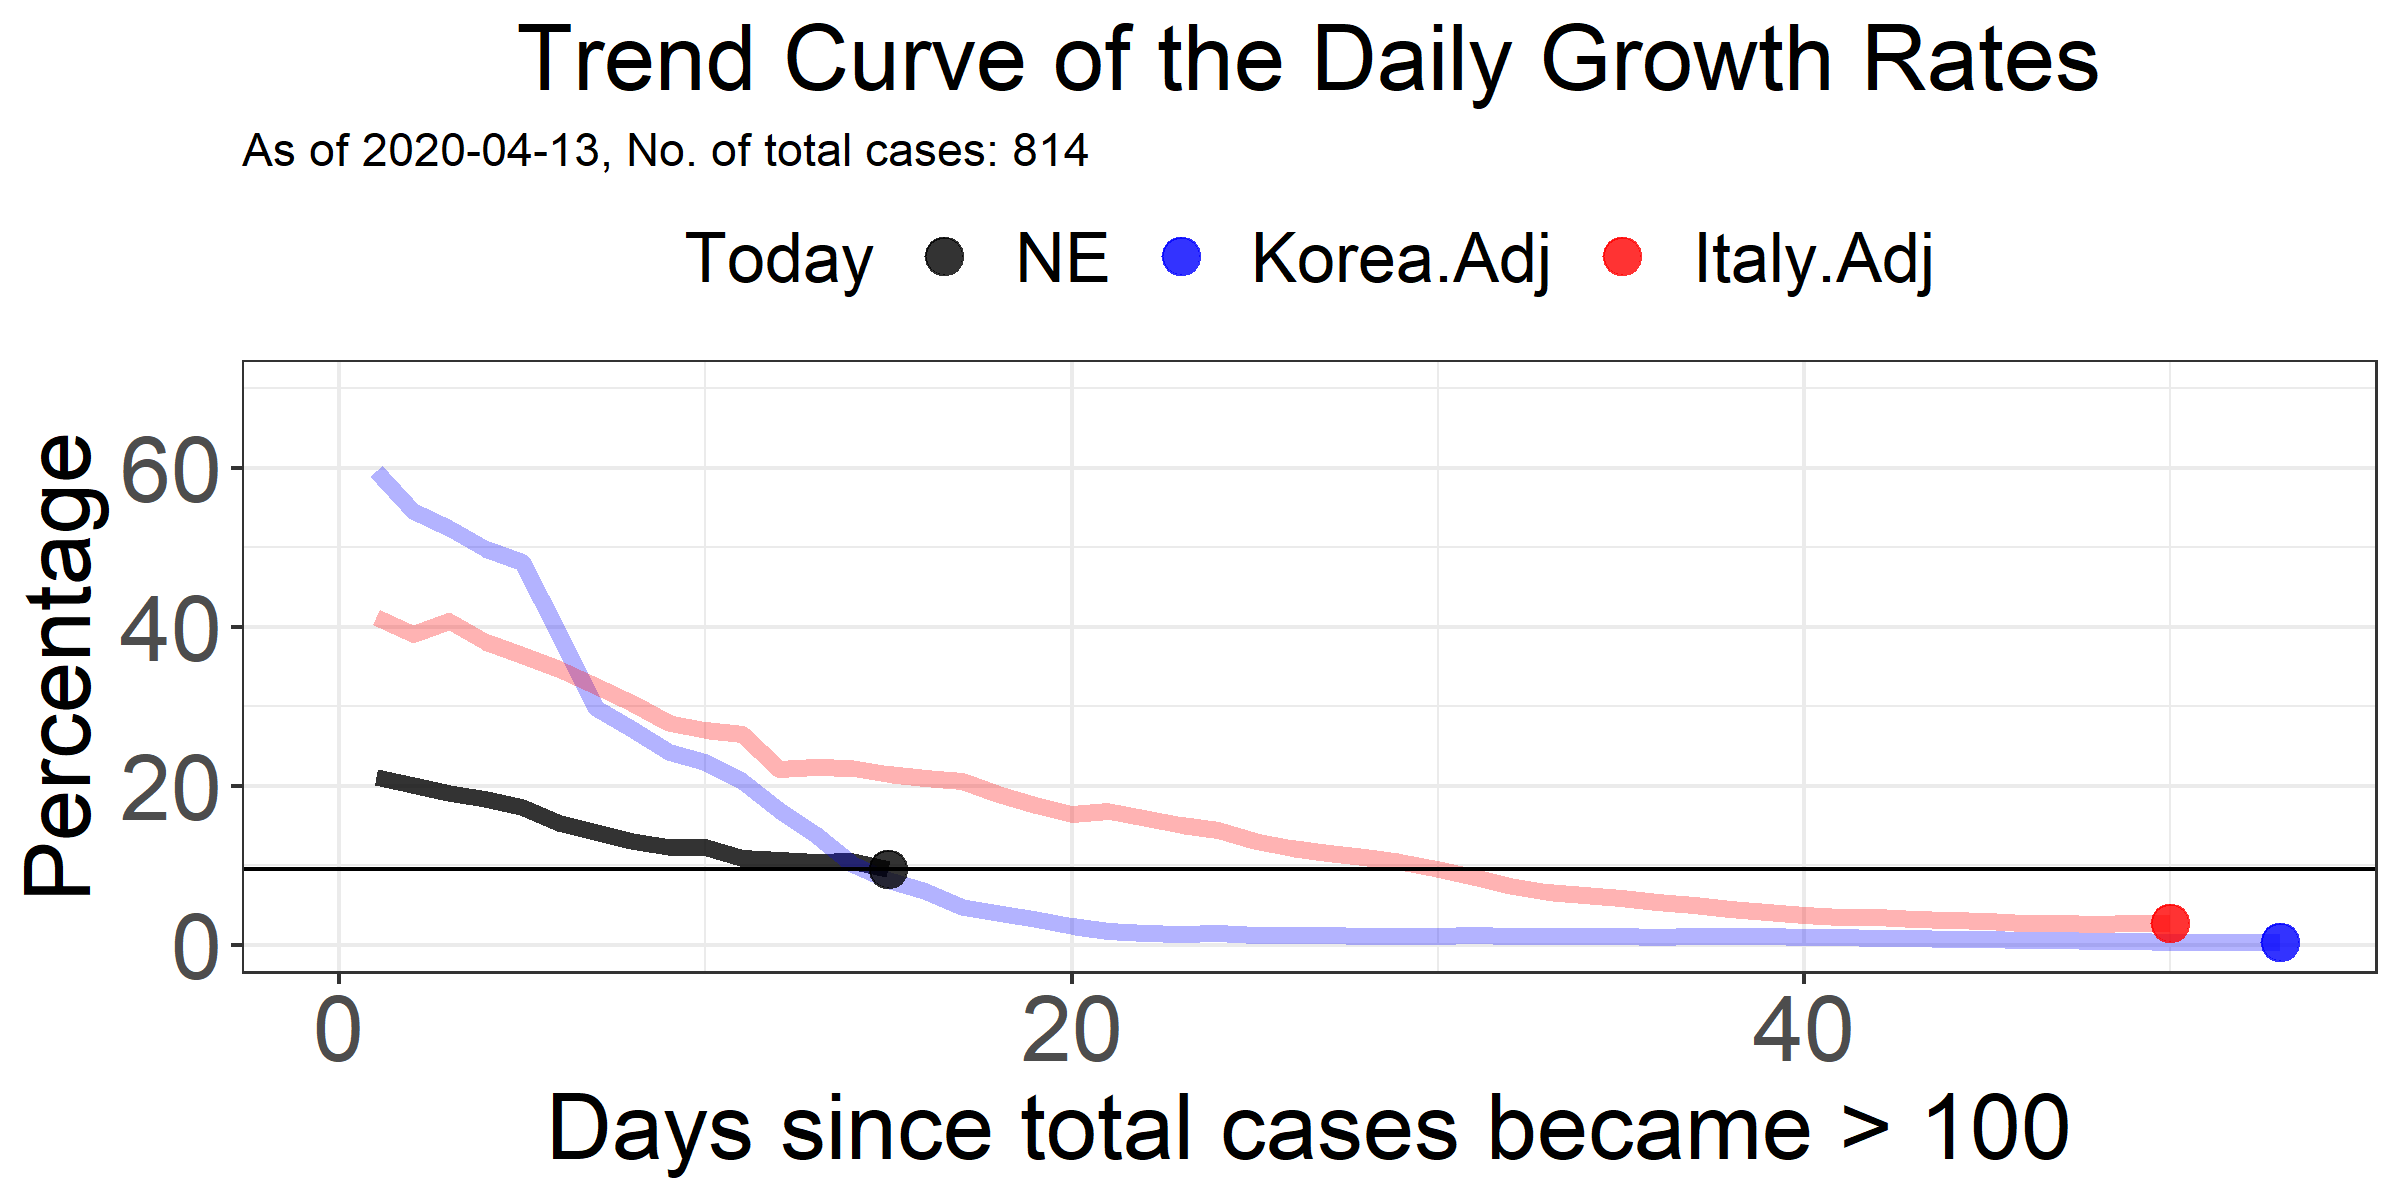 Trend Curve of the Daily Growth Rates
As of 2020-04-13, No. of total cases: 814
Today NE Korea.Adj Italy.Adj
Percentage
60
40
20
0
0 20 40
Days since total cases became > 100